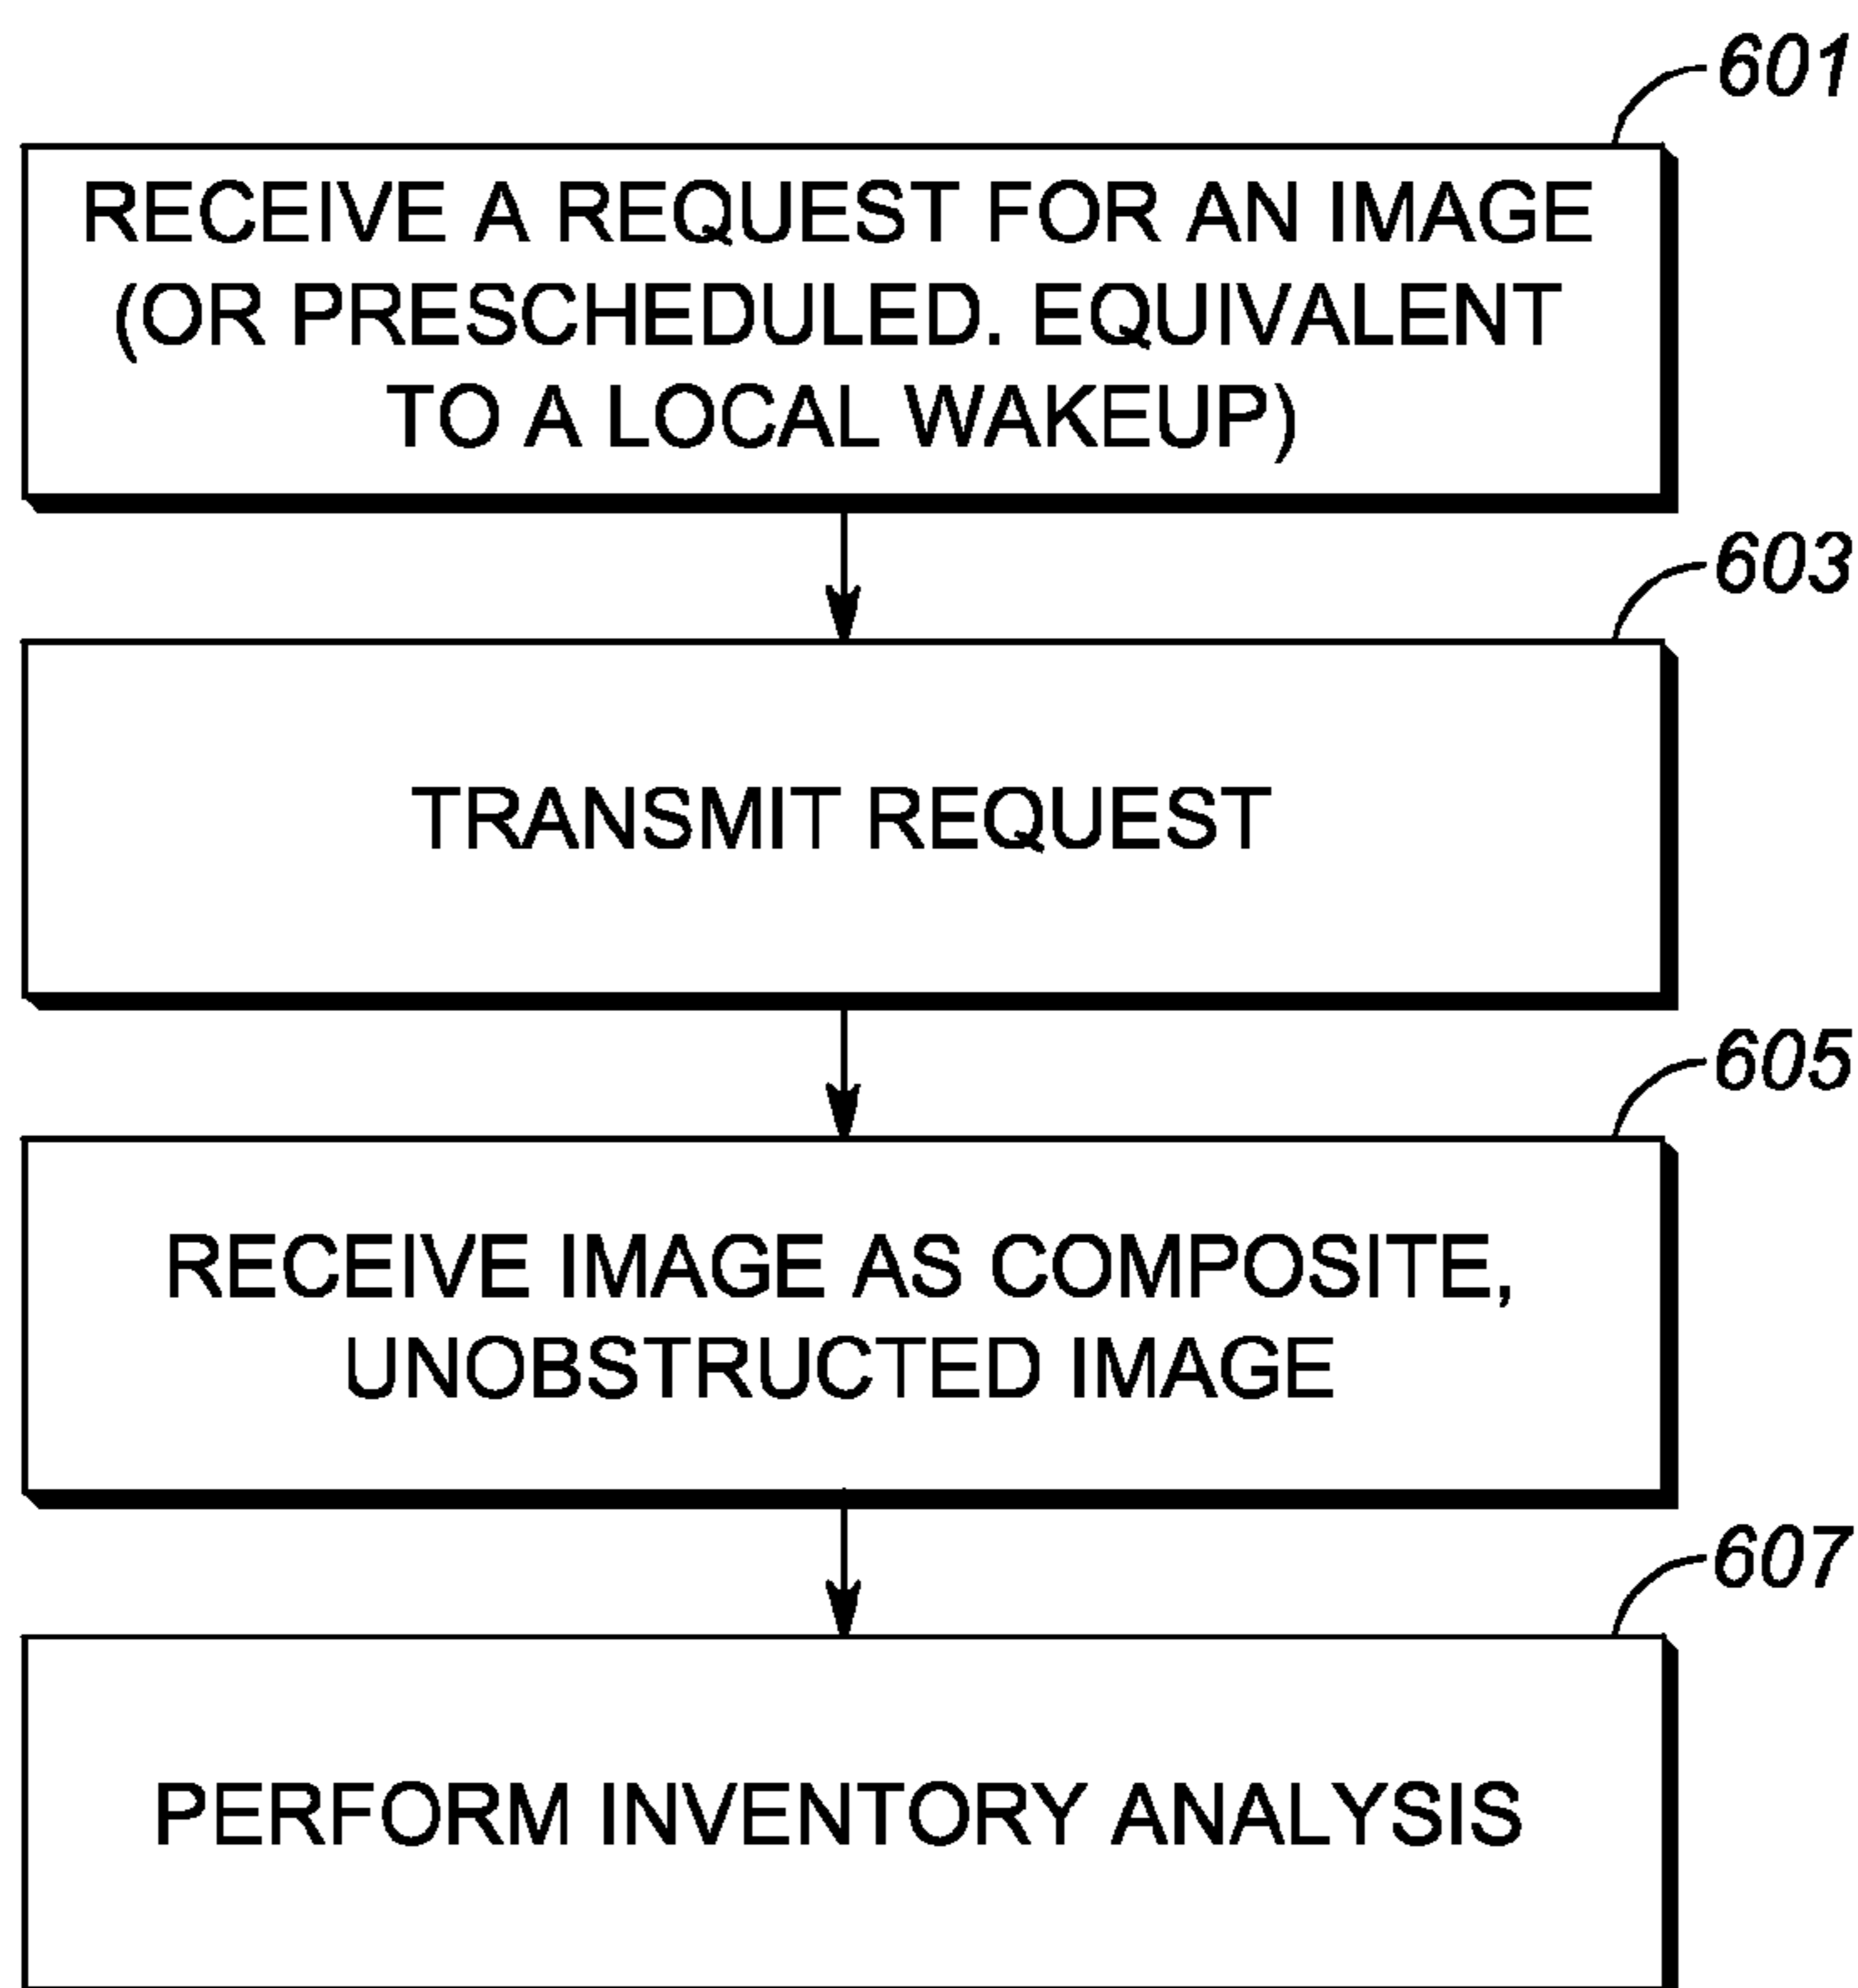 601
RECEIVE A REQUEST FOR AN IMAGE
(OR PRESCHEDULED. EQUIVALENT
TO A LOCAL WAKEUP)
603
TRANSMIT REQUEST
605
RECEIVE IMAGE AS COMPOSITE,
UNOBSTRUCTED IMAGE
607
PERFORM INVENTORY ANALYSIS